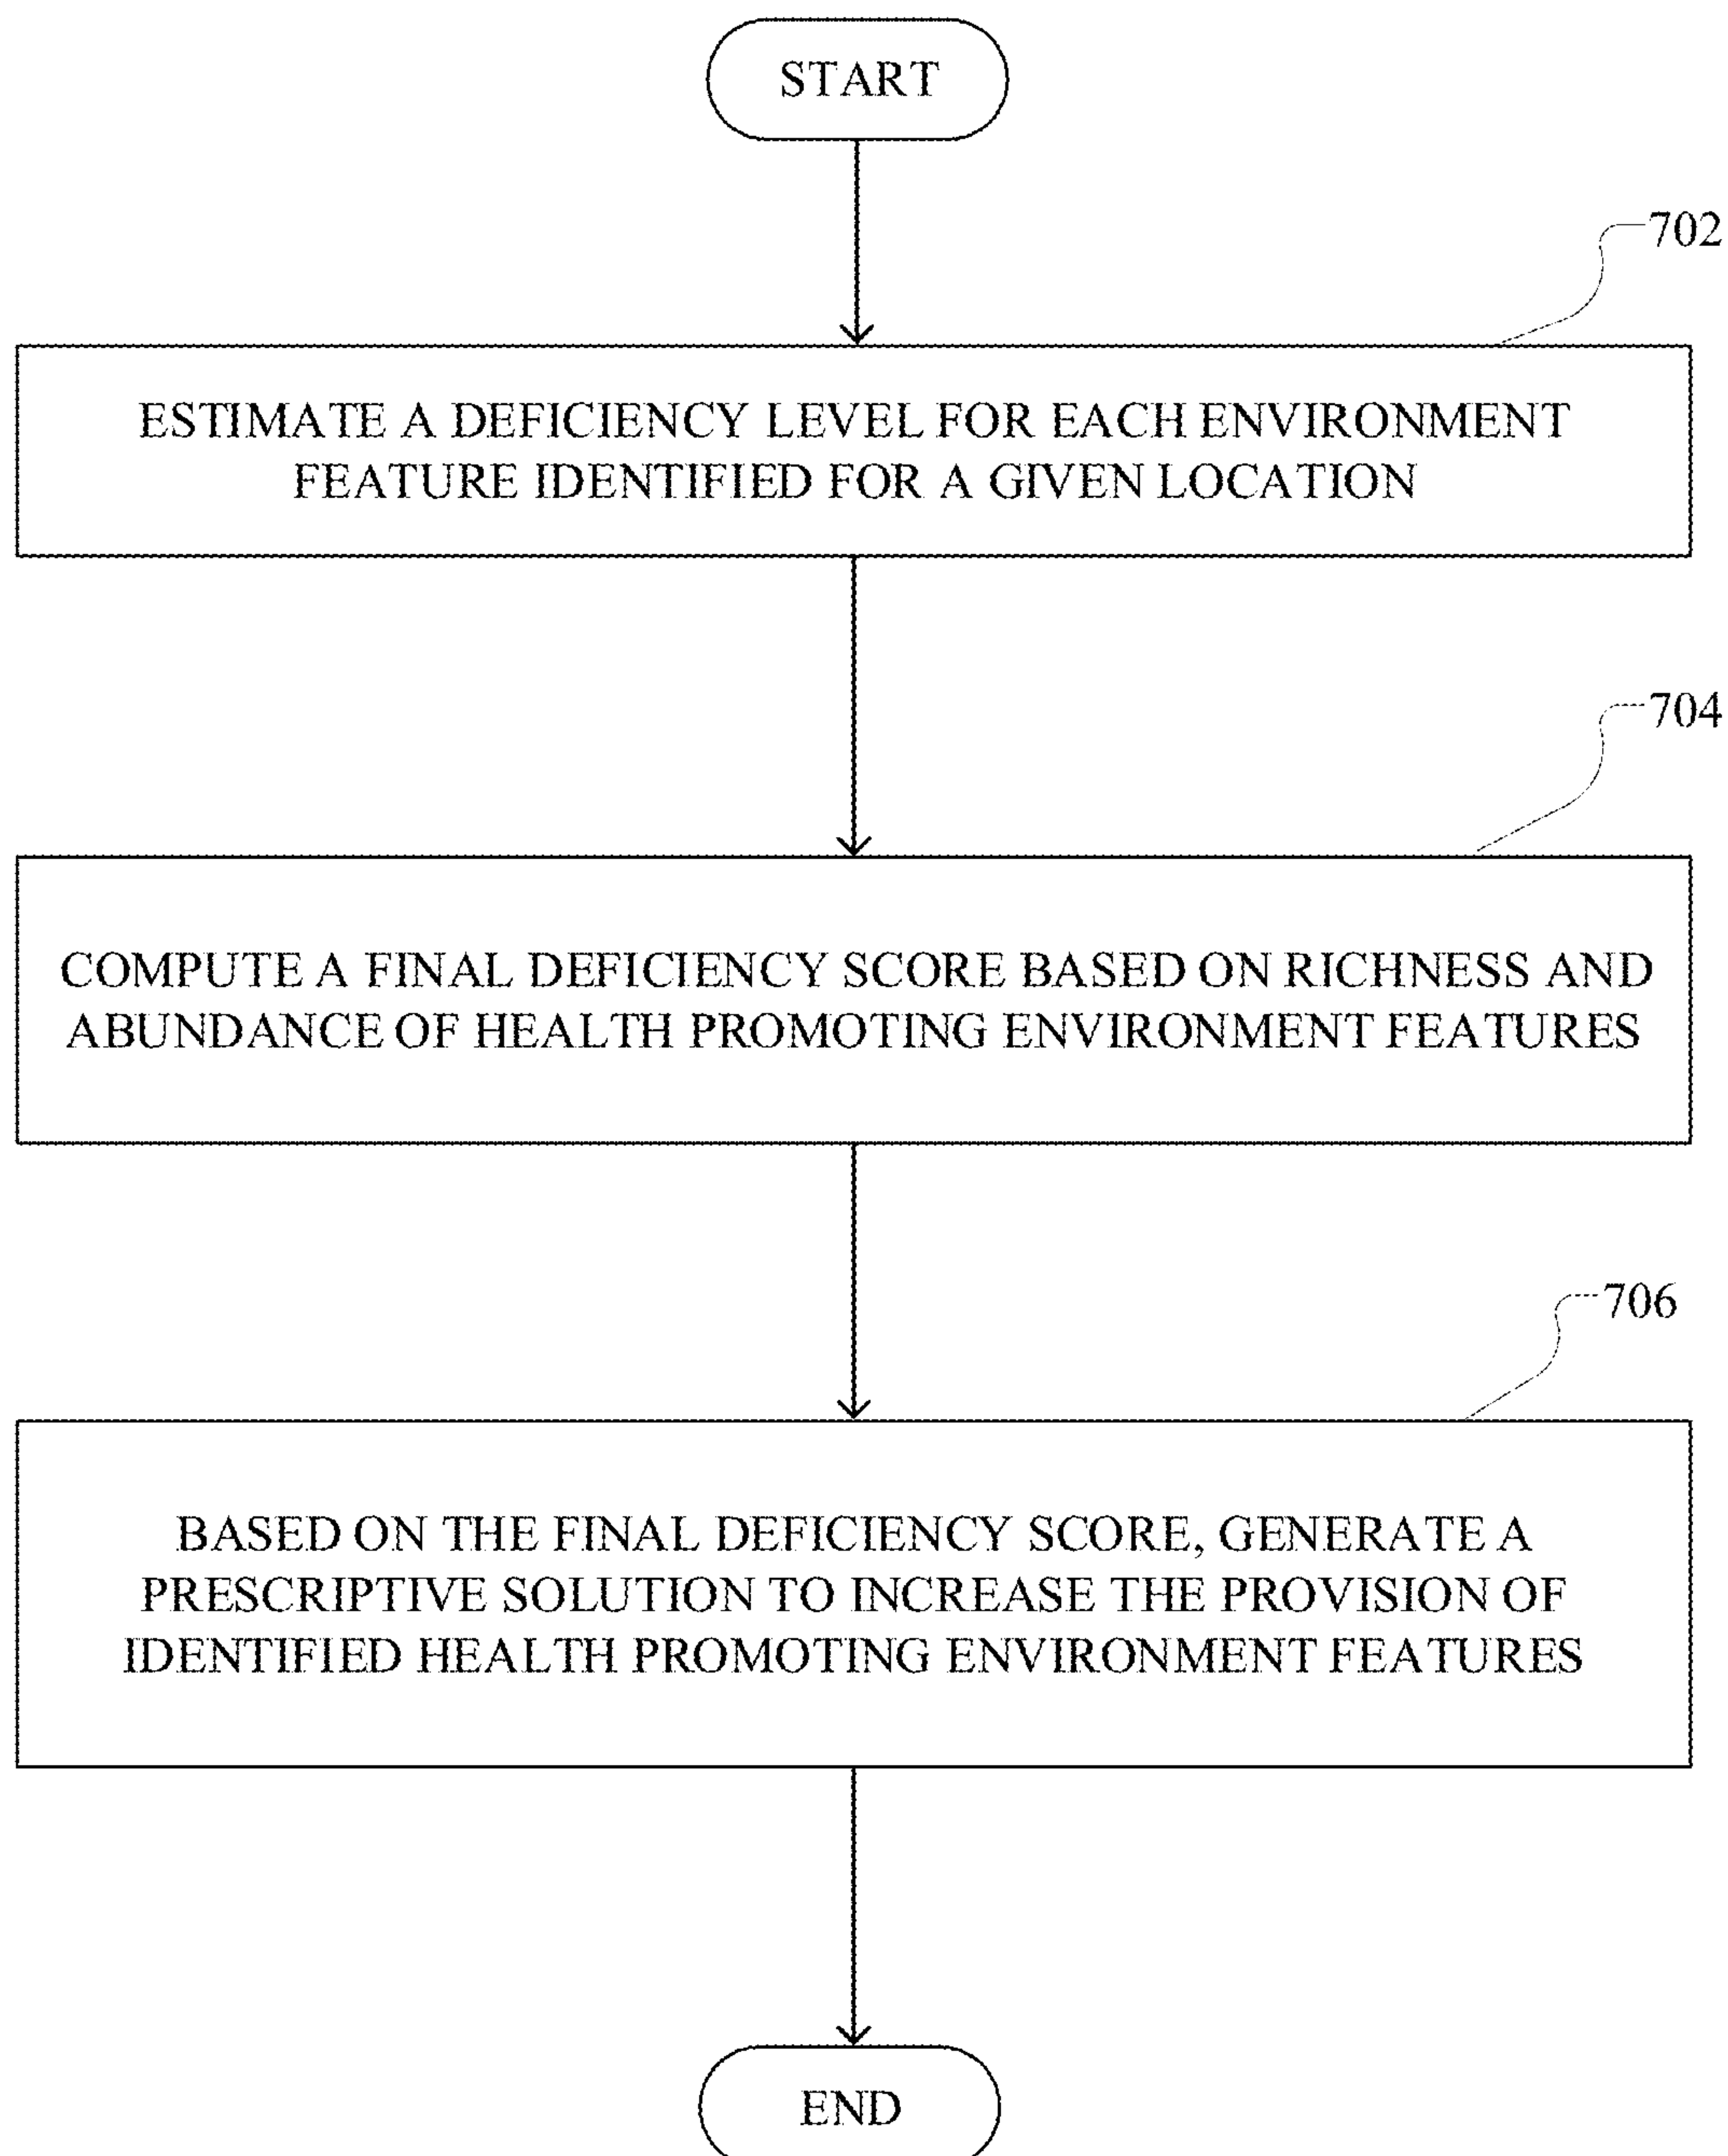 START
702
ESTIMATE A DEFICIENCY LEVEL FOR EACH ENVIRONMENT
FEATURE IDENTIFIED FOR A GIVEN LOCATION
704
COMPUTE A FINAL DEFICIENCY SCORE BASED ON RICHNESS AND
ABUNDANCE OF HEALTH PROMOTING ENVIRONMENT FEATURES
706
BASED ON THE FINAL DEFICIENCY SCORE, GENERATE A
PRESCRIPTIVE SOLUTION TO INCREASE THE PROVISION OF
IDENTIFIED HEALTH PROMOTING ENVIRONMENT FEATURES
END